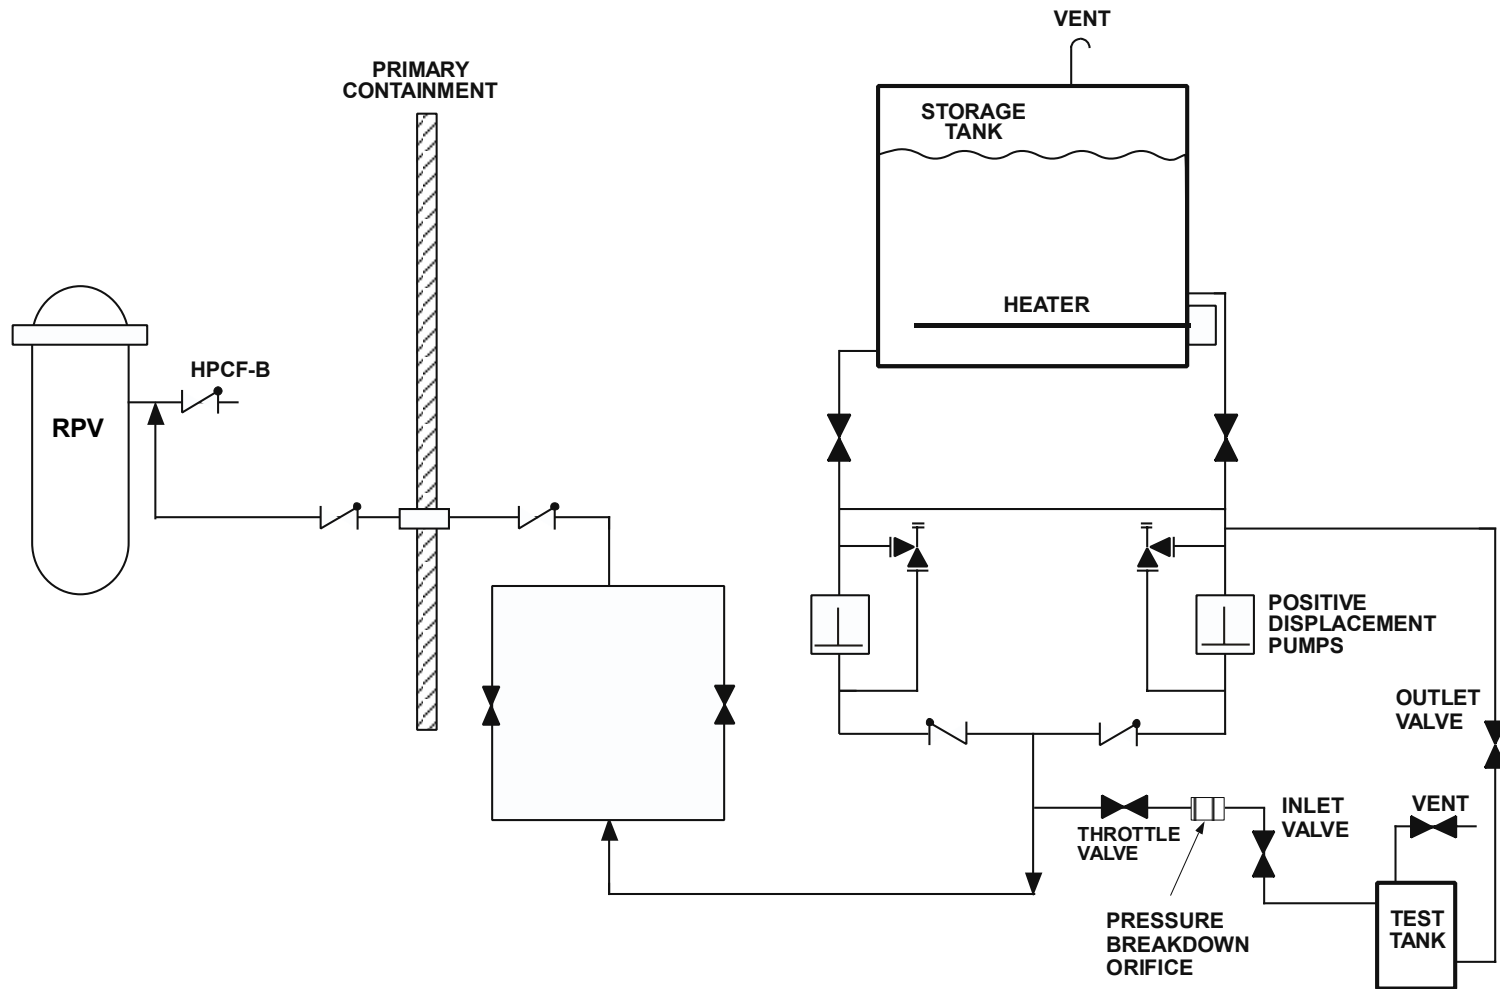 VENT
PRIMARY
CONTAINMENT
STORAGE
TANK
HEATER
HPCF-B
RPV
POSITIVE
DISPLACEMENT
PUMPS
OUTLET
VALVE
INLET
VALVE
VENT
THROTTLE
VALVE
PRESSURE
BREAKDOWN
ORIFICE
TEST
TANK